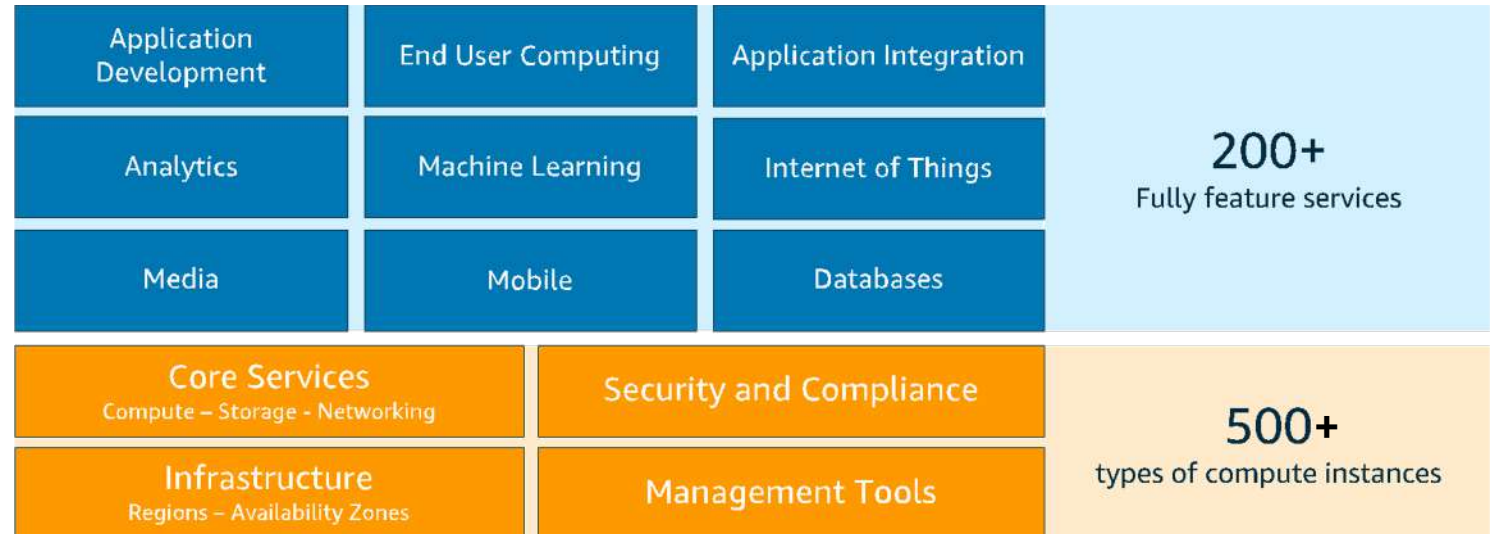 Application
Development
End User Computing
Application Integration
Analytics
Machine Learning
Internet of Things
200+
Fully feature services
Media
Mobile
Databases
Core Services
Compute – Storage - Networking
Security and Compliance
500+
types of compute instances
Infrastructure
Regions – Availability Zones
Management Tools